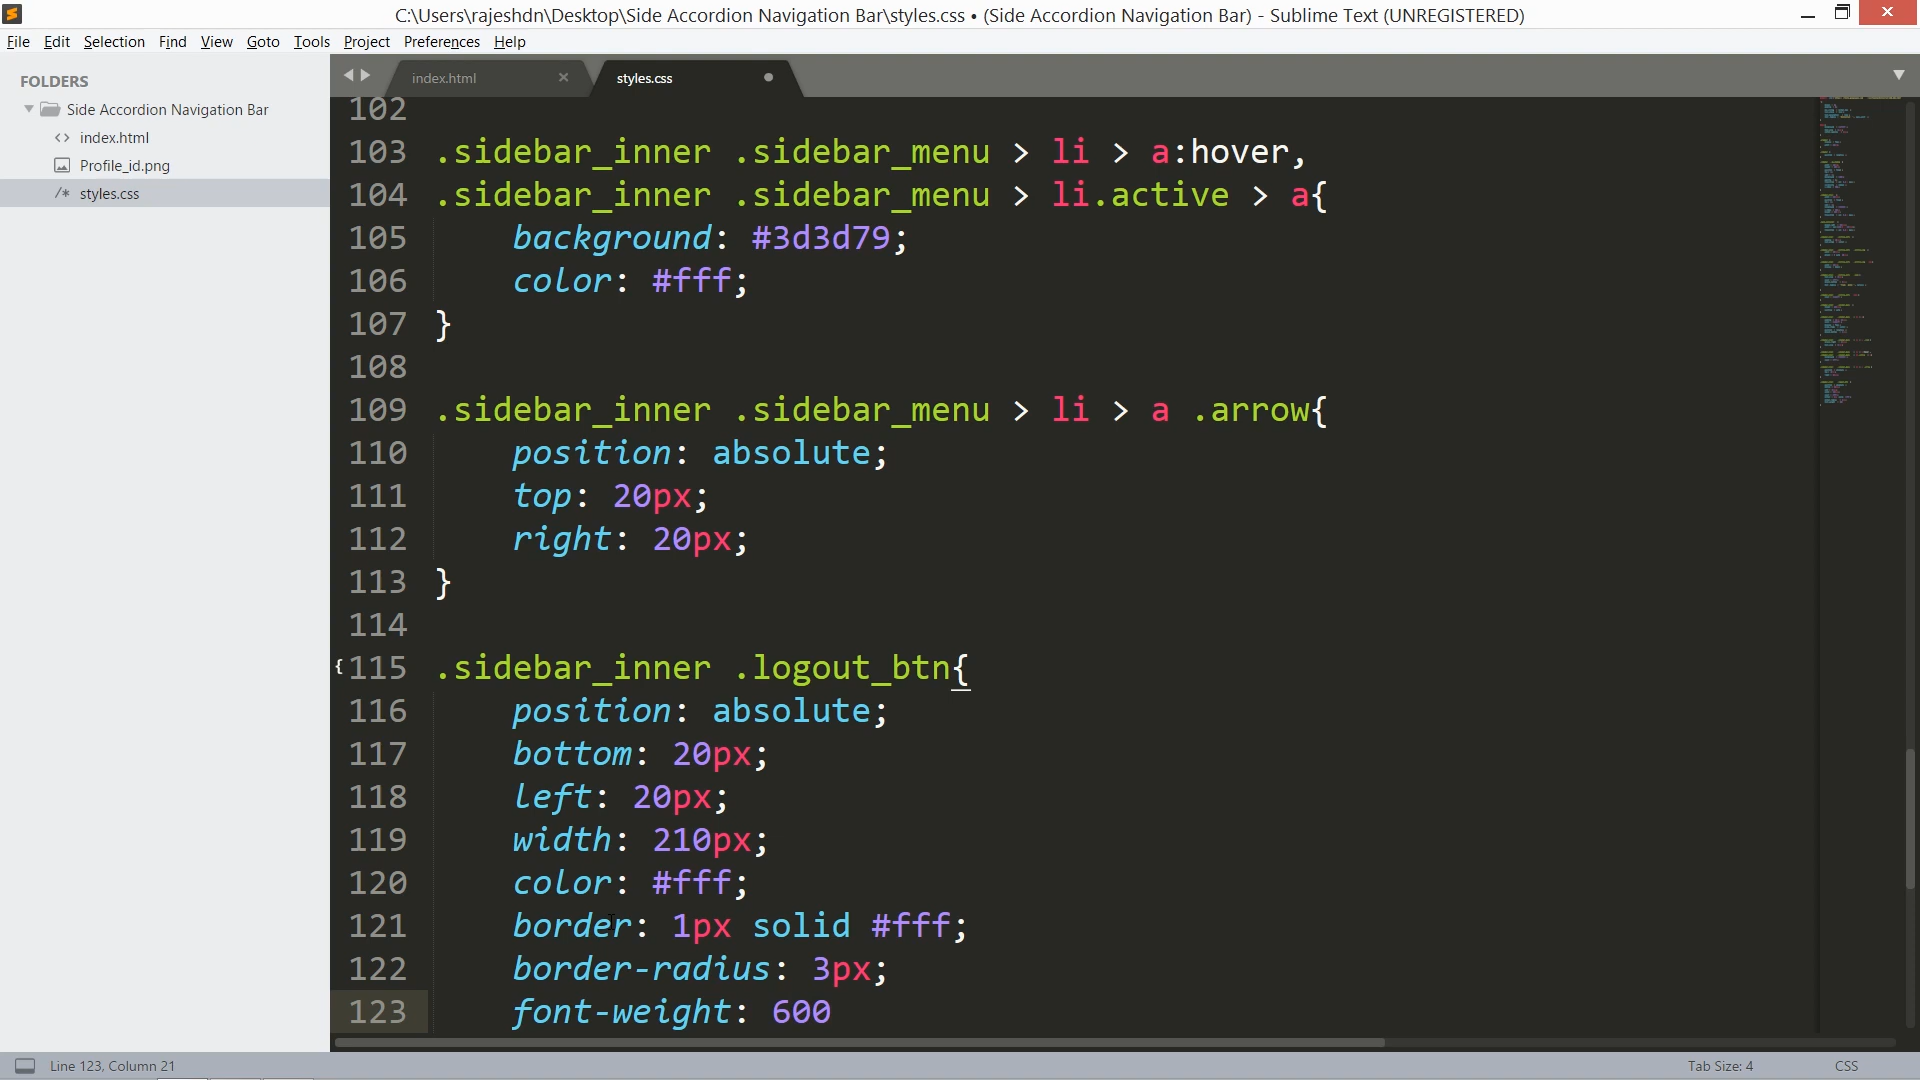 C:\Users\rajeshdn\Desktop\Side Accordion Navigation Bar\styles.css • (Side Accordion Navigation Bar) - Sublime Text (UNREGISTERED)
File Edit Selection Find View Goto Tools Project Preferences Help
FOLDERS
Side Accordion Navigation Bar
<> index.html
Profile_id.png
/* styles.css
index.html × styles.css
102
103 .sidebar_inner .sidebar_menu > li > a:hover,
104 .sidebar_inner .sidebar_menu > li.active > a{
105 background: #3d3d79;
106 color: #fff;
107 }
108
109 .sidebar_inner .sidebar_menu > li > a .arrow{
110 position: absolute;
111 top: 20px;
112 right: 20px;
113 }
114
{ 115 .sidebar_inner .logout_btn{
116 position: absolute;
117 bottom: 20px;
118 left: 20px;
119 width: 210px;
120 color: #fff;
121 border: 1px solid #fff;
122 border-radius: 3px;
123 font-weight: 600
Line 123, Column 21 Tab Size: 4 CSS